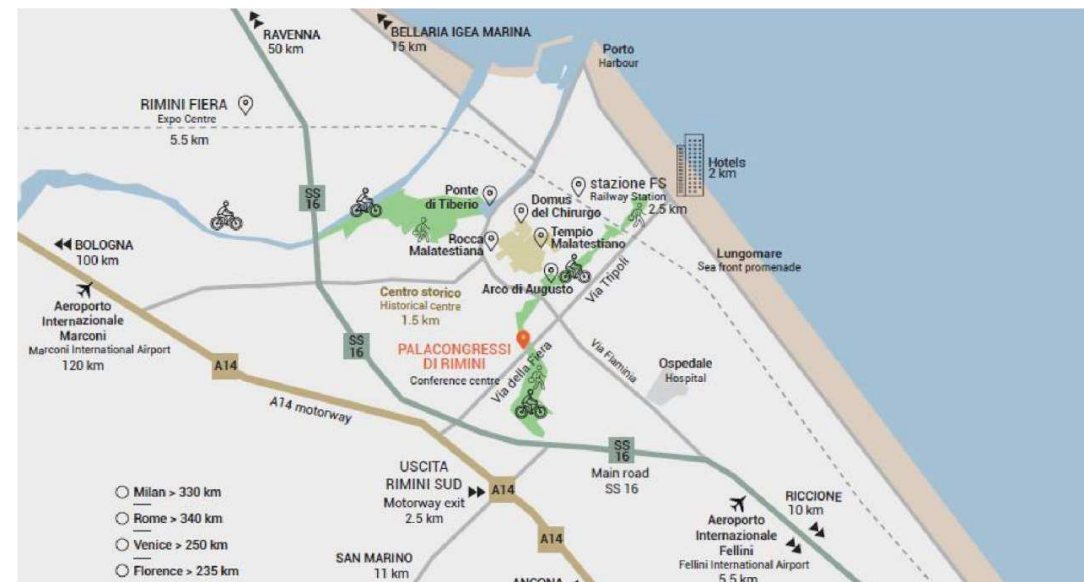 RAVENNA
50 km
BELLARIA IGEA MARINA
15 km
Porto
Harbour
RIMINI FIERA
Expo Centre
5.5 km
Hotels
2 km
SS
16
Ponte
di Tiberio
stazione FS
Railway Station
2.5 km
Domus
del Chirurgo
Tempio
Malatestiano
Rocca
Malatestiana
BOLOGNA
100 km
Lungomare
Sea front promenade
Arco di Augusto
Via Tripoli
Centro storico
Historical centre
1.5 km
Aeroporto
Internazionale
Marconi
Marconi International Airport
120 km
SS
16
PALACONGRESSI
DI RIMINI
Conference centre
Via della Fiera
Via Flaminia
Ospedale
Hospital
A14
A14 motorway
SS
16
Main road
SS 16
USCITA
RIMINI SUD
Motorway exit
2.5 km
A14
Milan > 330 km
Rome > 340 km
Venice > 250 km
Florence > 235 km
RICCIONE
10 km
Aeroporto
Internazionale
Fellini
Fellini International Airport
5.5 km
A14
SAN MARINO
11 km
ANCONA